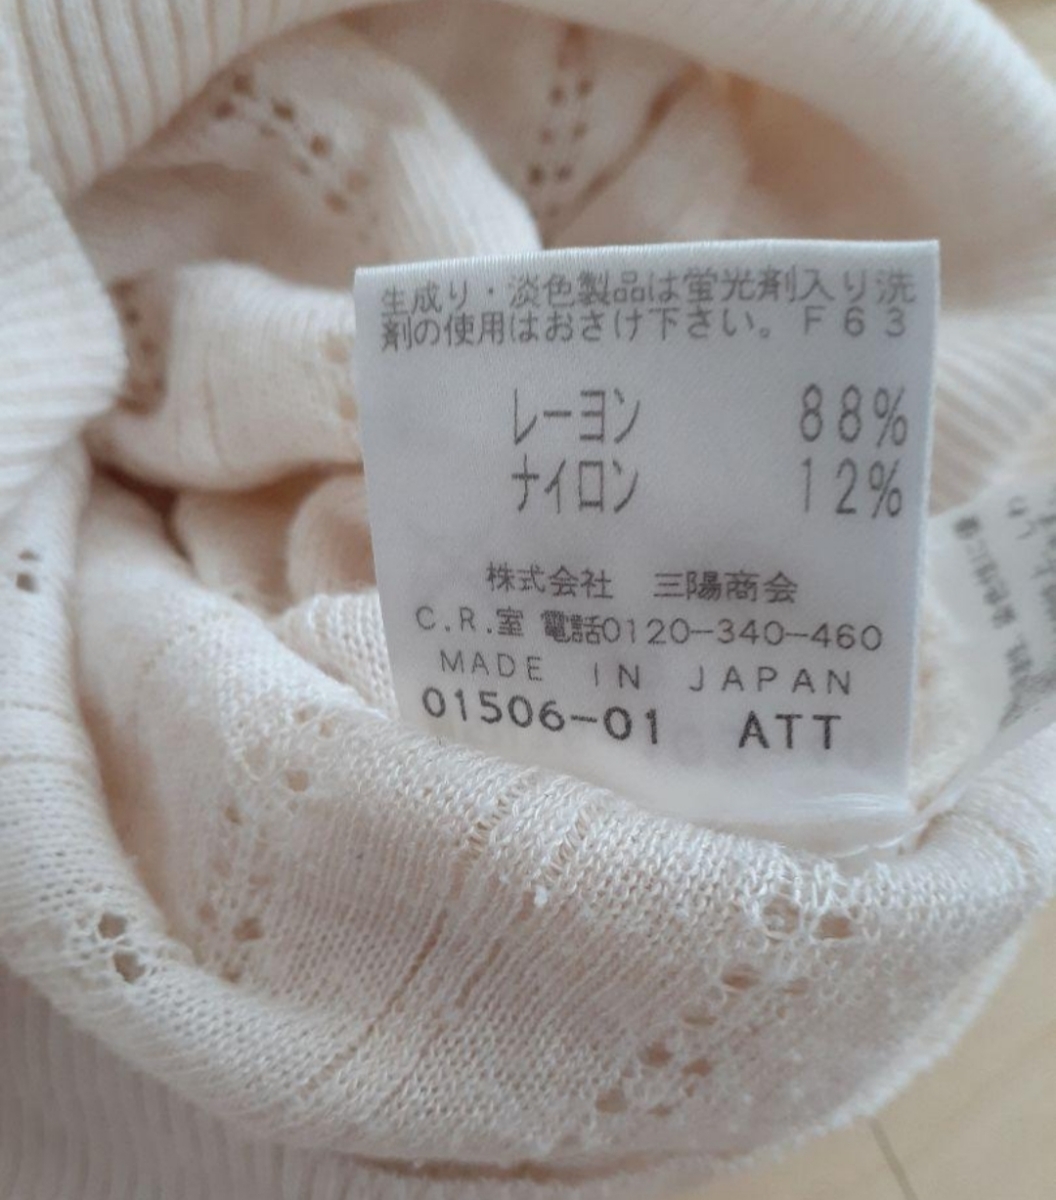 生成り・淡色製品は蛍光剤入り洗
剤の使用はおさけ下さい。F63
レーヨン 88%
ナイロン 12%
株式会社 三陽商会
C.R.室 電話0120-340-460
MADE IN JAPAN
01506-01 ATT